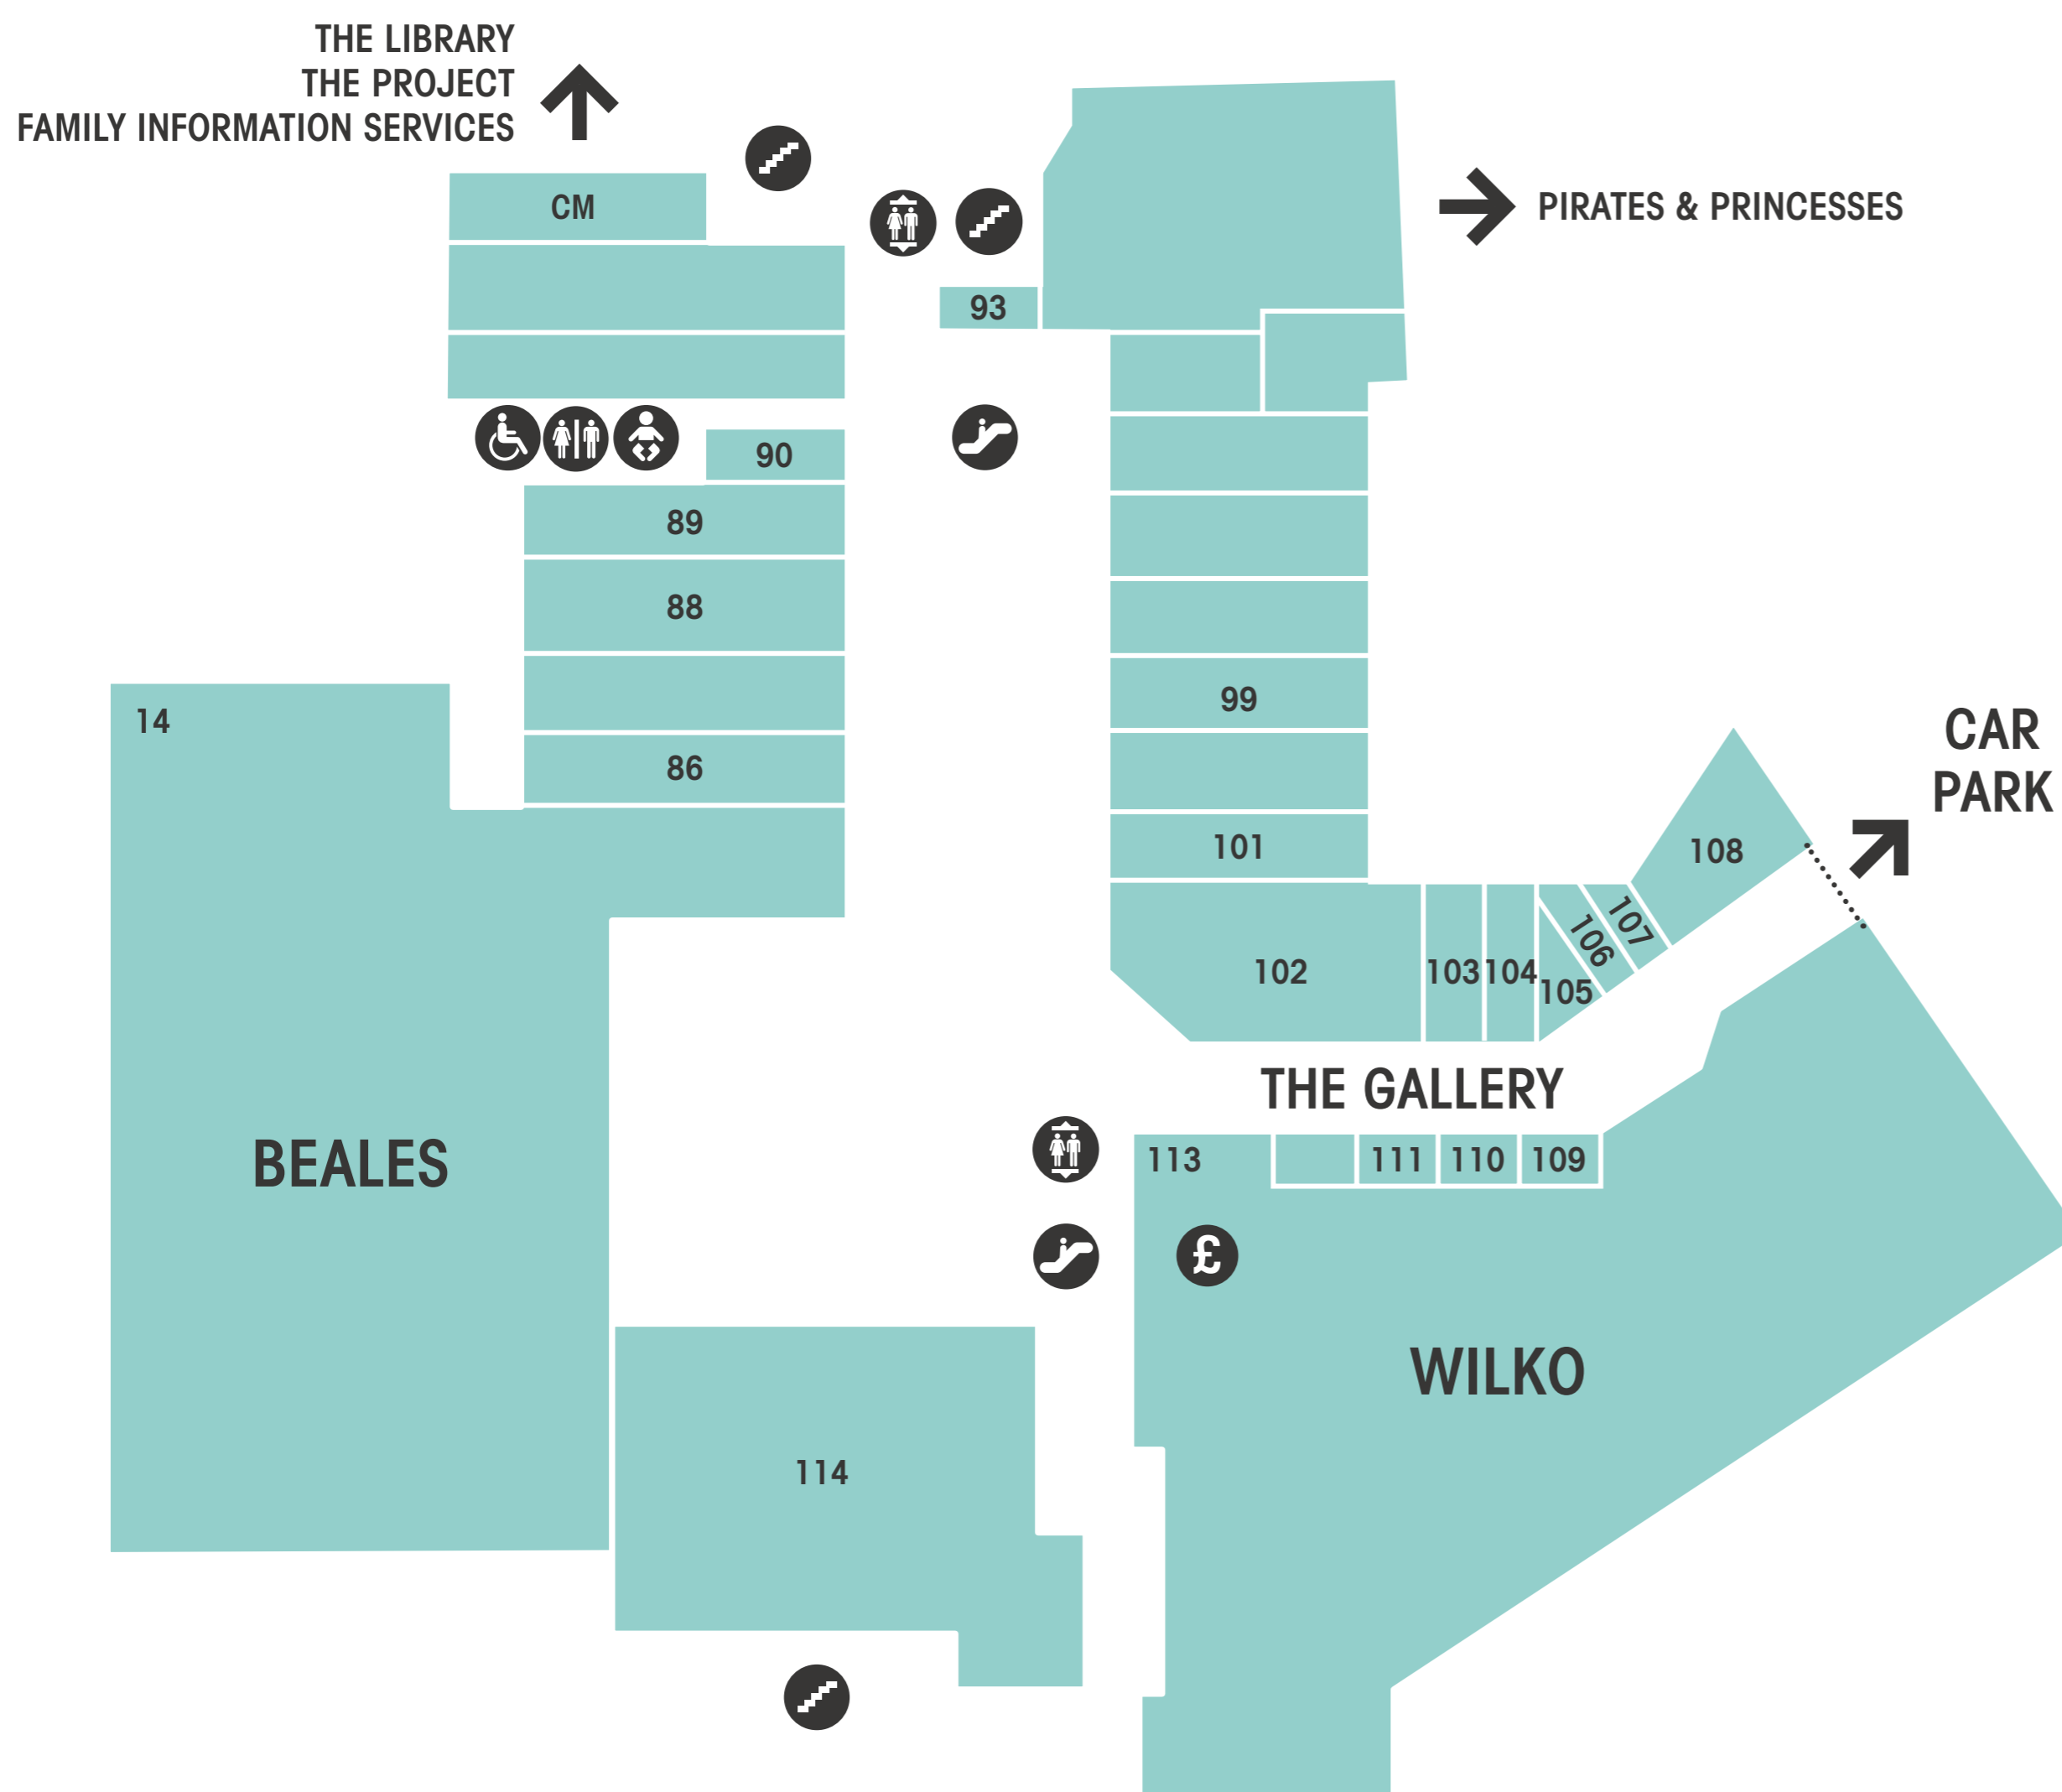 THE LIBRARY
THE PROJECT
FAMILY INFORMATION SERVICES
CM
PIRATES & PRINCESSES
93
90
89
88
99
14
86
CAR
PARK
101
108
107
106
102
103
104
105
THE GALLERY
BEALES
113
111
110
109
£
WILKO
114